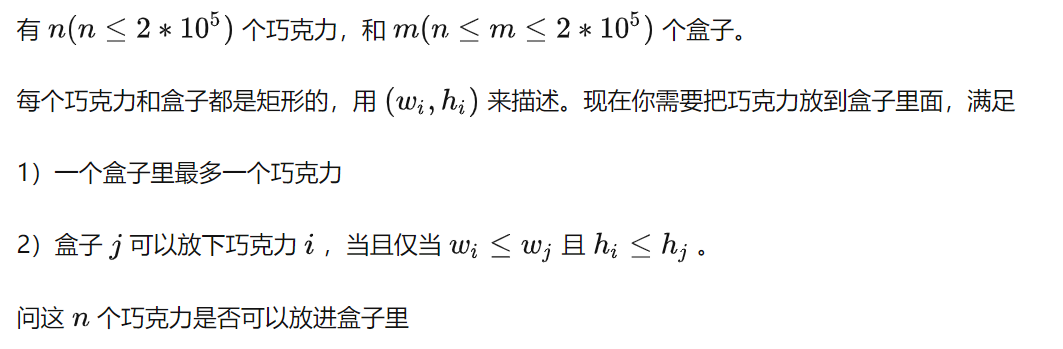 有 n(n ≤ 2 * 10^5) 个巧克力，和 m(n ≤ m ≤ 2 * 10^5) 个盒子。
每个巧克力和盒子都是矩形的，用 (w_i, h_i) 来描述。现在你需要把巧克力放到盒子里面，满足
1）一个盒子里最多一个巧克力
2）盒子 j 可以放下巧克力 i ，当且仅当 w_i ≤ w_j 且 h_i ≤ h_j 。
问这 n 个巧克力是否可以放进盒子里